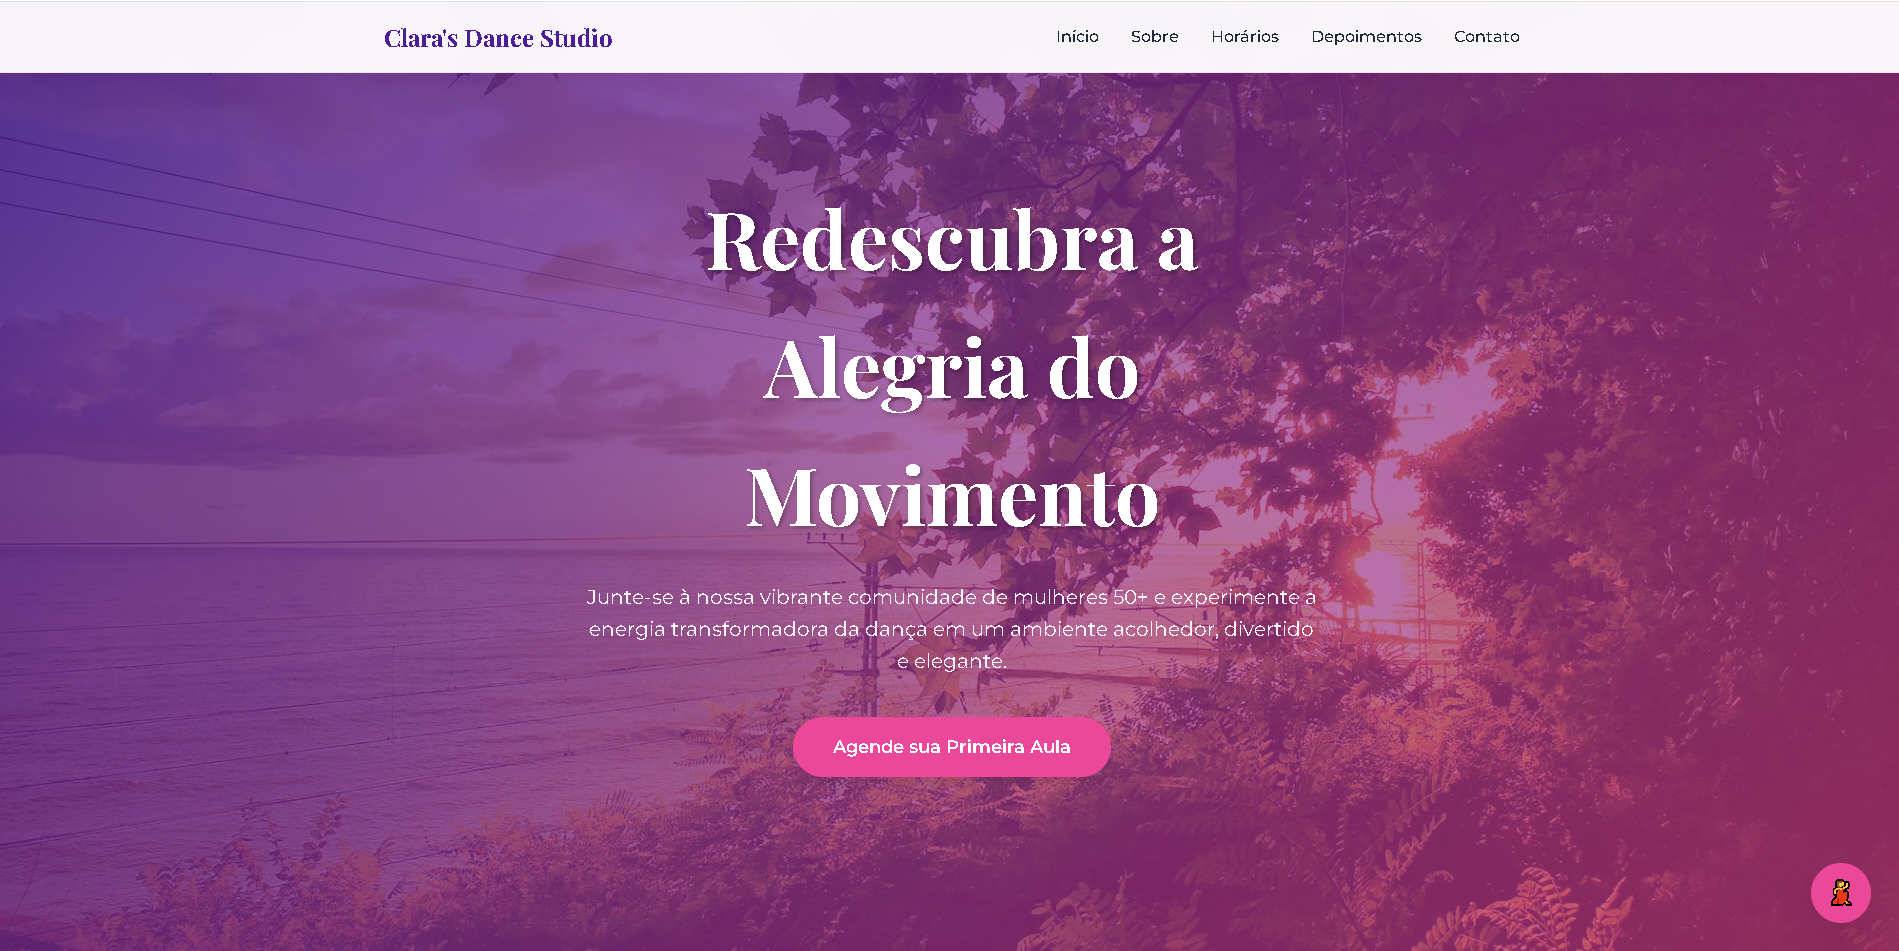 Clara's Dance Studio
Início Sobre Horários Depoimentos Contato
Redescubra a
Alegria do
Movimento
Junte-se à nossa vibrante comunidade de mulheres 50+ e experimente a
energia transformadora da dança em um ambiente acolhedor, divertido
e elegante.
Agende sua Primeira Aula